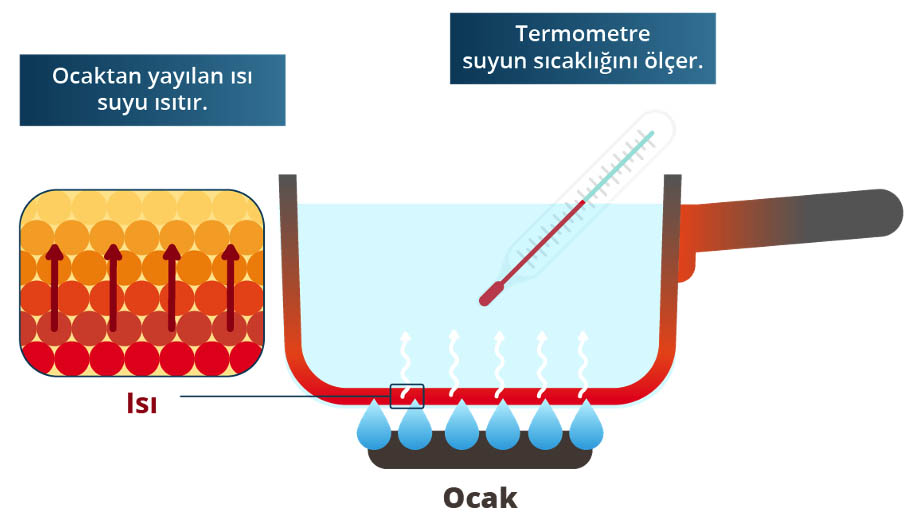 Termometre
suyun sıcaklığını ölçer.
Ocaktan yayılan ısı
suyu ısıtır.
Isı
Ocak